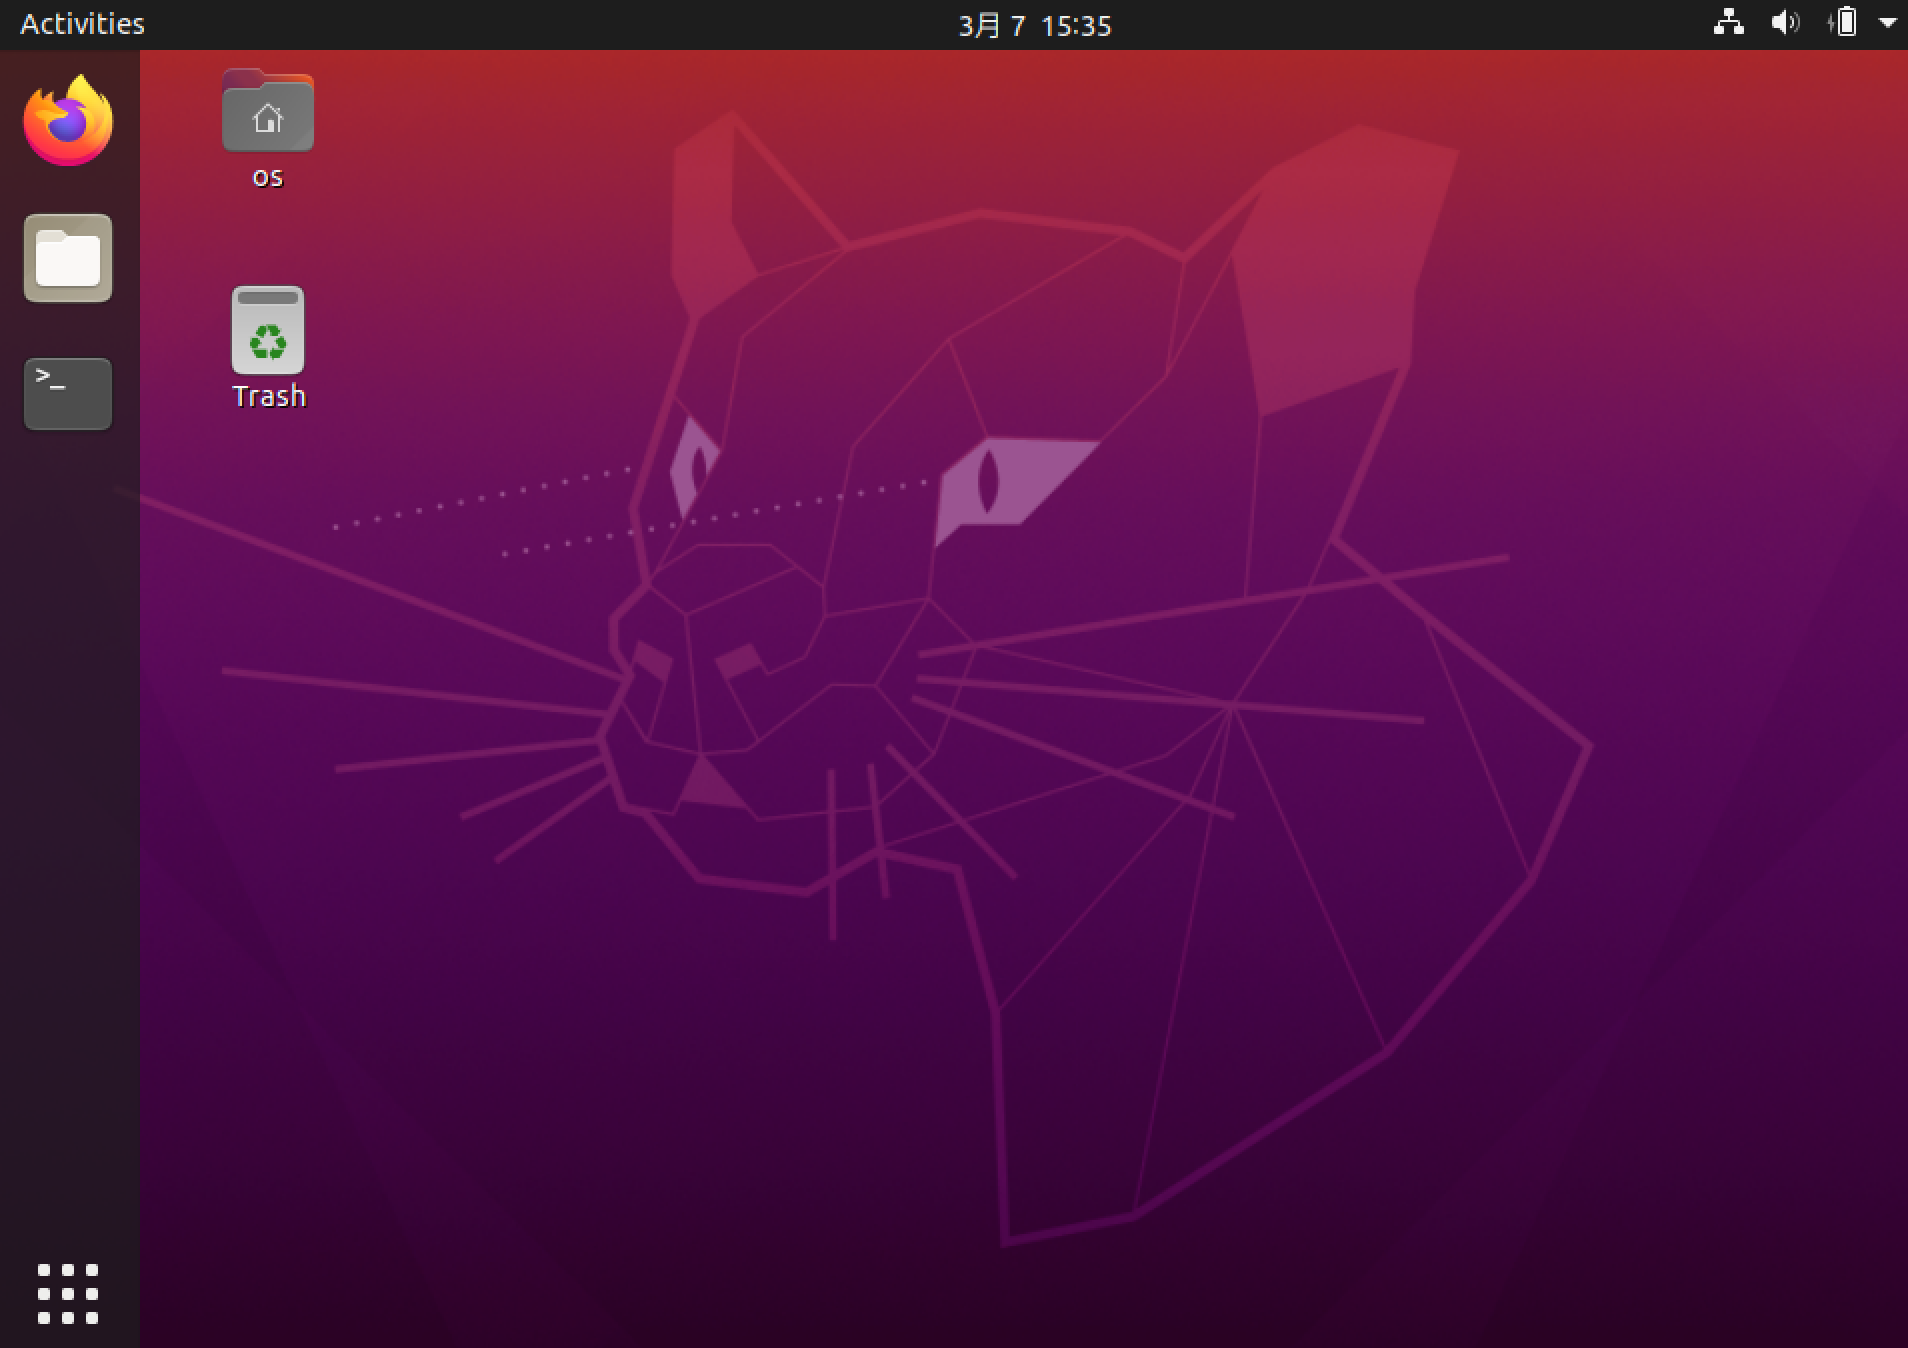 Activities
3月 7 15:35
os
Trash
>_